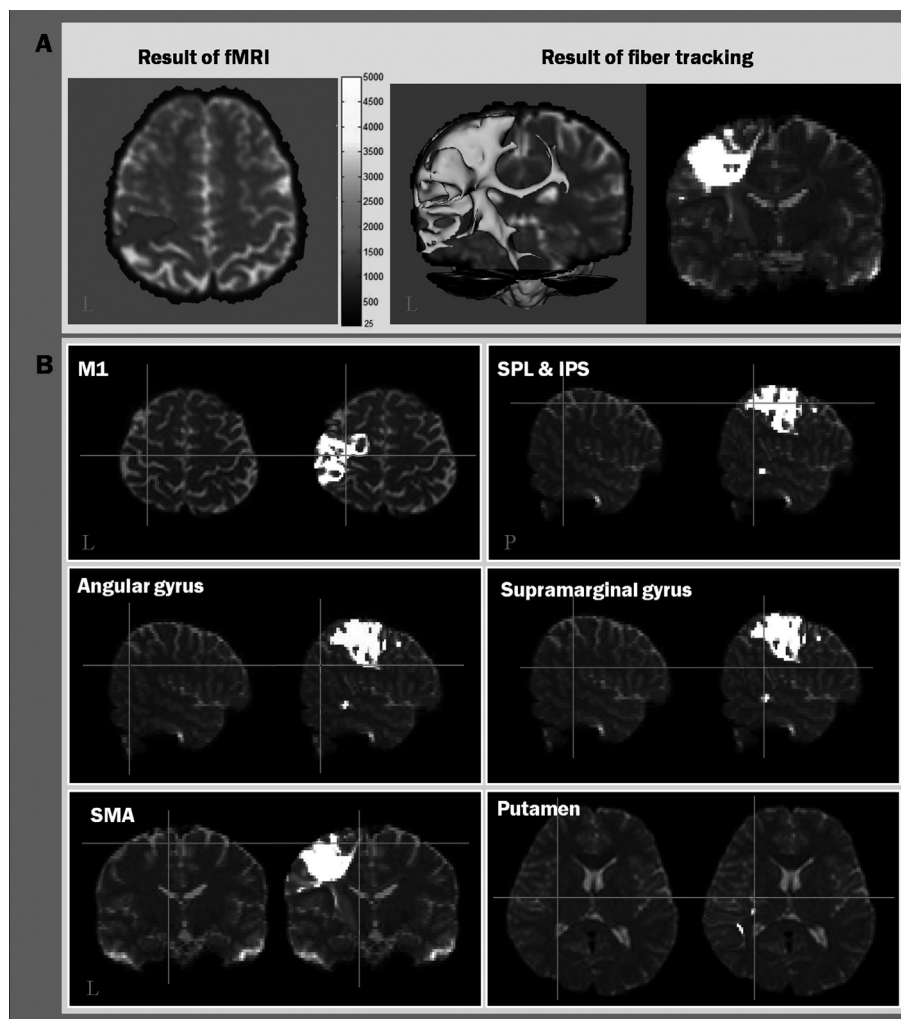 A
Result of fMRI
Result of fiber tracking
5000
4500
4000
3500
3000
2500
2000
1500
1000
500
25
L
L
B
M1
SPL & IPS
L
P
Angular gyrus
Supramarginal gyrus
SMA
Putamen
L